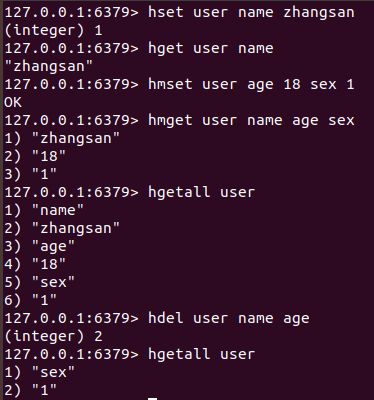 127.0.0.1:6379> hset user name zhangsan
(integer) 1
127.0.0.1:6379> hget user name
"zhangsan"
127.0.0.1:6379> hmset user age 18 sex 1
OK
127.0.0.1:6379> hmget user name age sex
1) "zhangsan"
2) "18"
3) "1"
127.0.0.1:6379> hgetall user
1) "name"
2) "zhangsan"
3) "age"
4) "18"
5) "sex"
6) "1"
127.0.0.1:6379> hdel user name age
(integer) 2
127.0.0.1:6379> hgetall user
1) "sex"
2) "1"